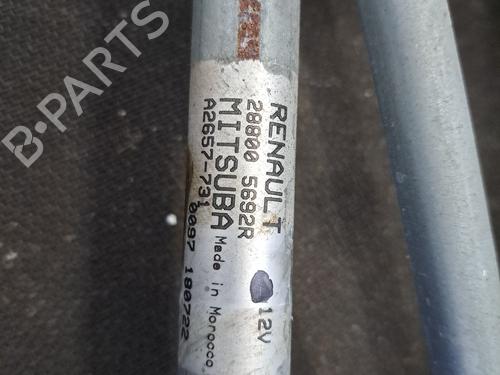 RENAULT
28800 5692R 12V
MITSUBA Made in Morocco
A2657-731
0097 180722
B-PARTS